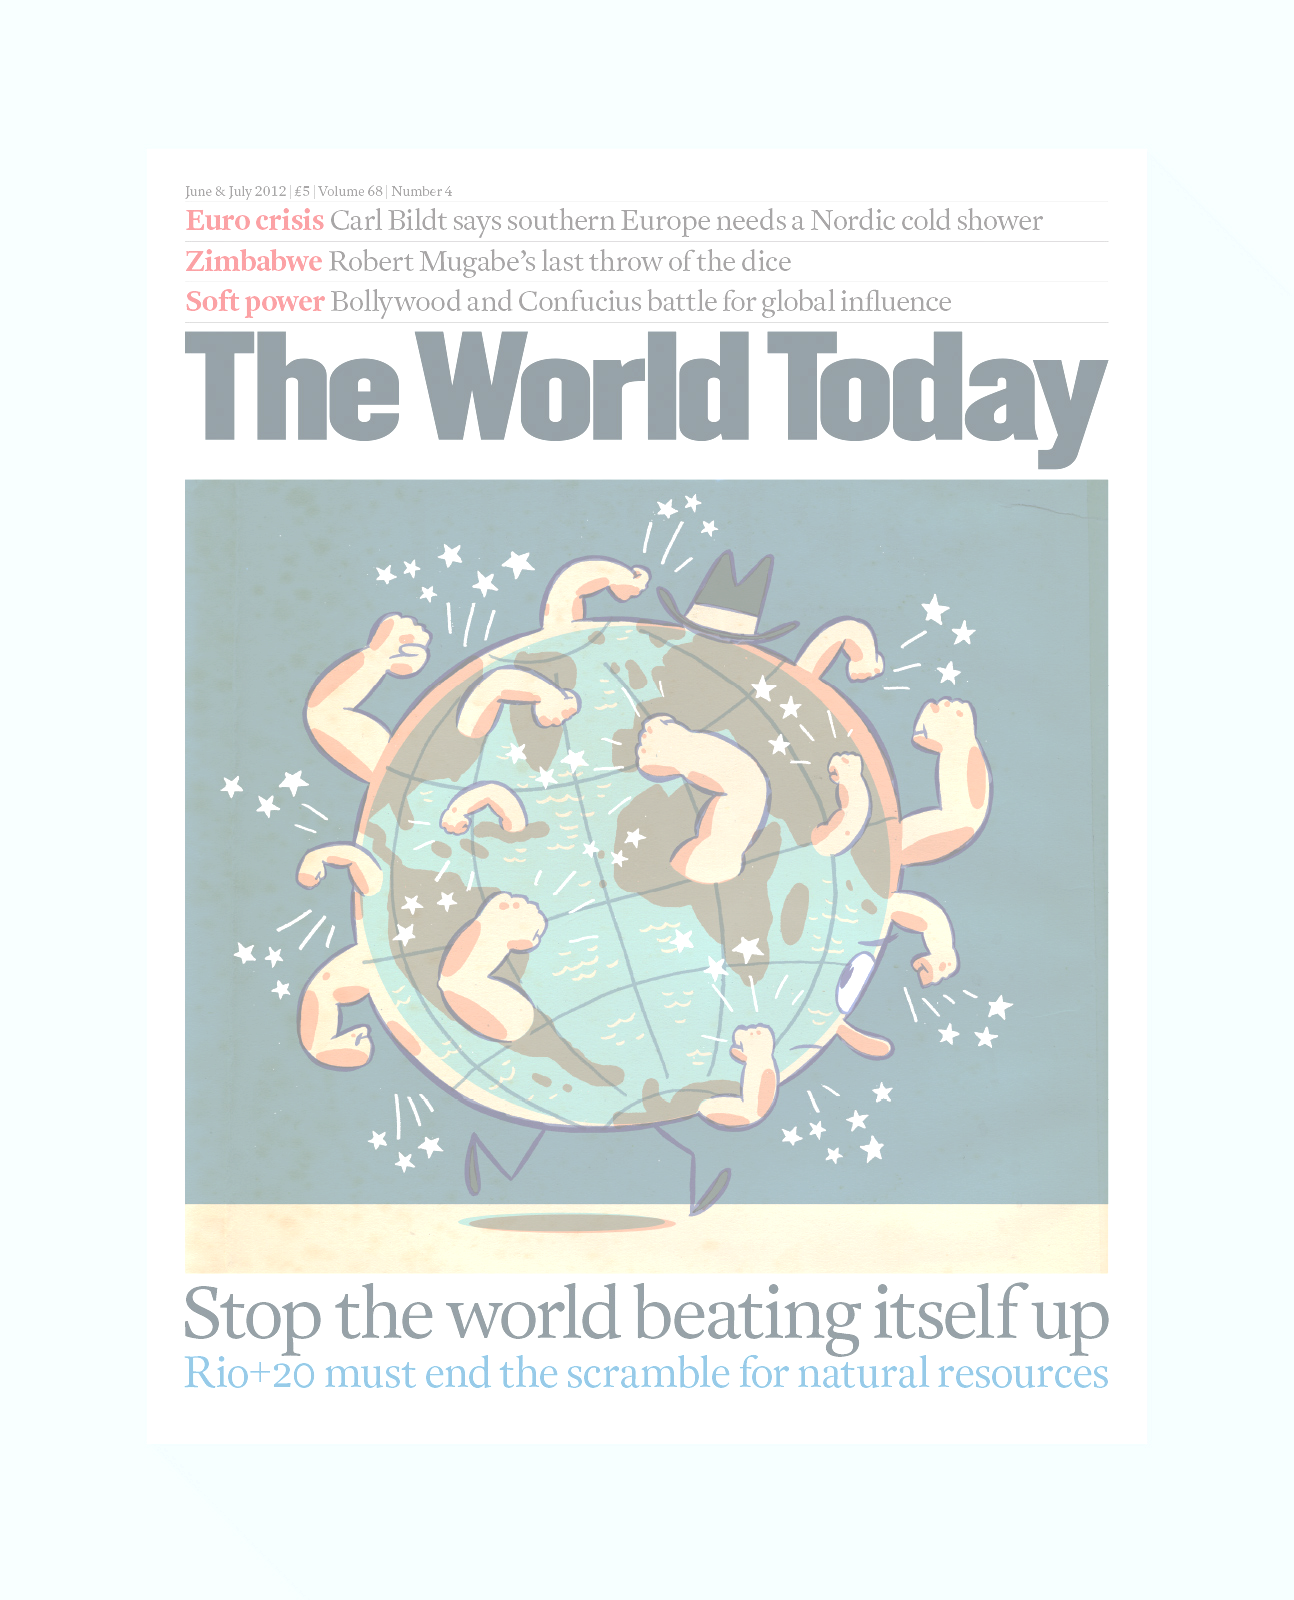 June & July 2012 | £5 | Volume 68 | Number 4
Euro crisis Carl Bildt says southern Europe needs a Nordic cold shower
Zimbabwe Robert Mugabe’s last throw of the dice
Soft power Bollywood and Confucius battle for global influence
The World Today
Stop the world beating itself up
Rio+20 must end the scramble for natural resources